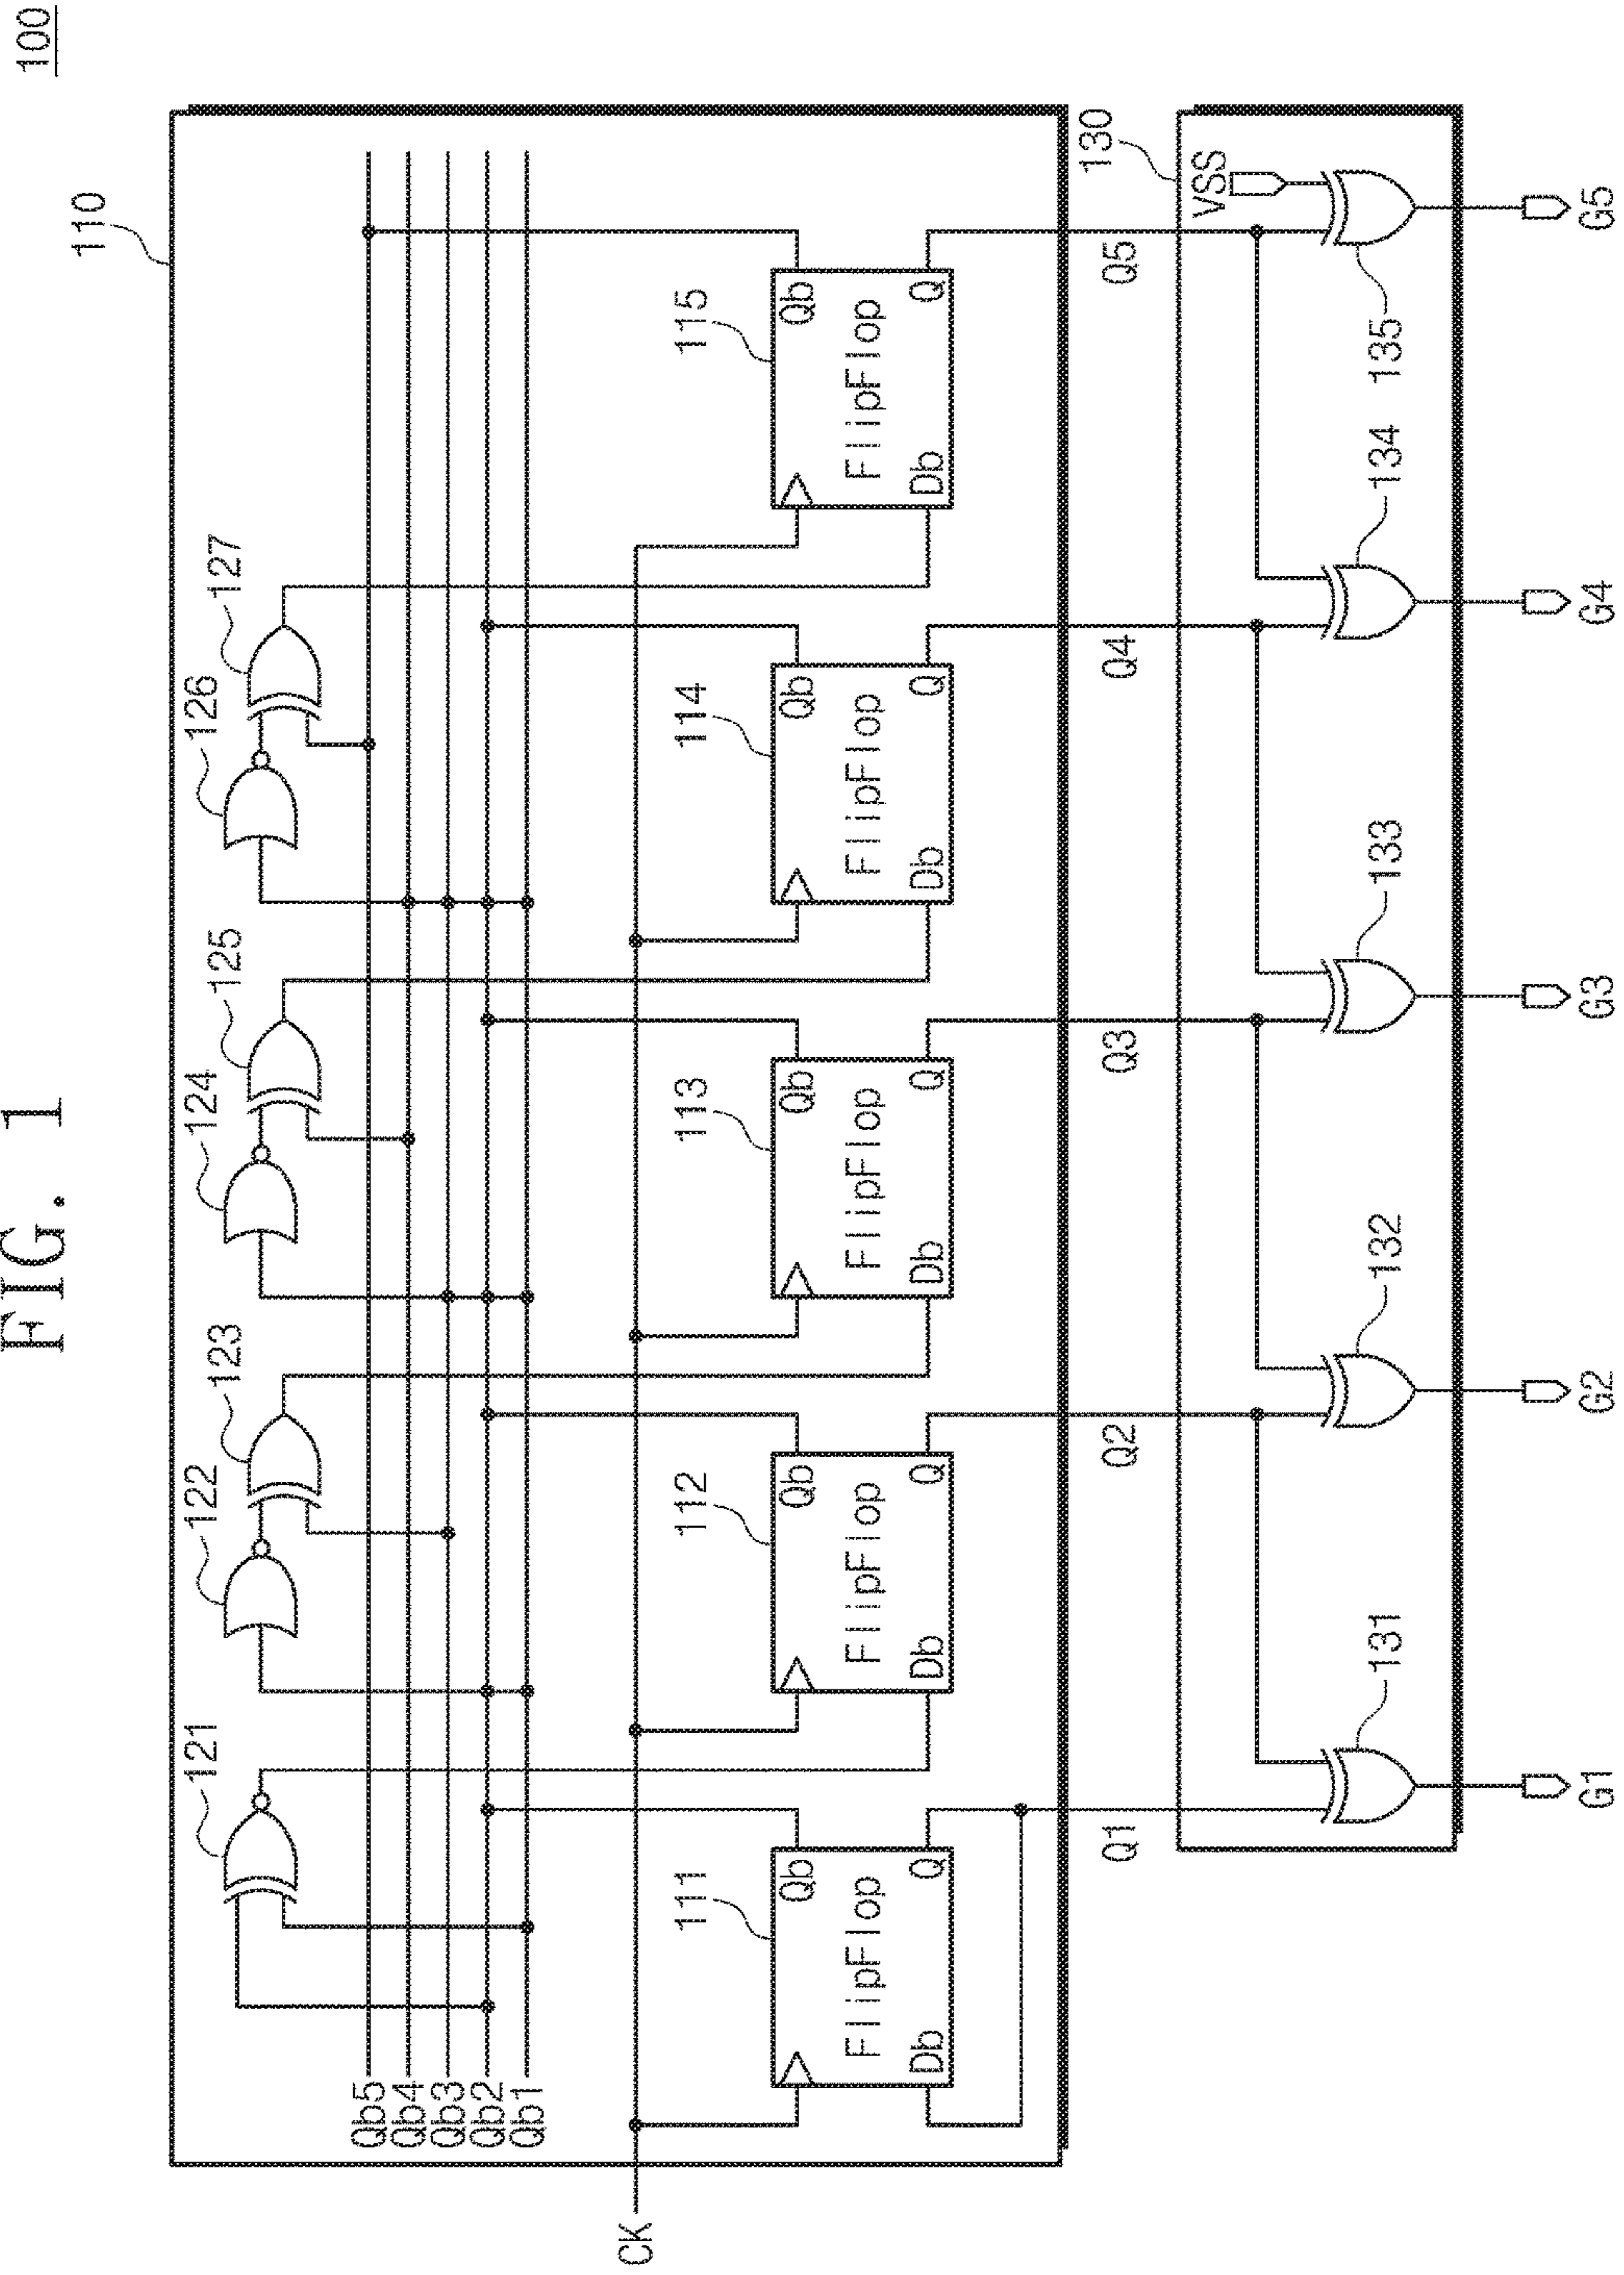 FIG. 1
100
110
121
122
123
124
125
126
127
Qb5
Qb4
Qb3
Qb2
Qb1
CK
111
112
113
114
115
Qb
FlipFlop
Db
Q
Qb
FlipFlop
Db
Q
Qb
FlipFlop
Db
Q
Qb
FlipFlop
Db
Q
Qb
FlipFlop
Db
Q
Q1
Q2
Q3
Q4
Q5
130
VSS
131
132
133
134
135
G1
G2
G3
G4
G5